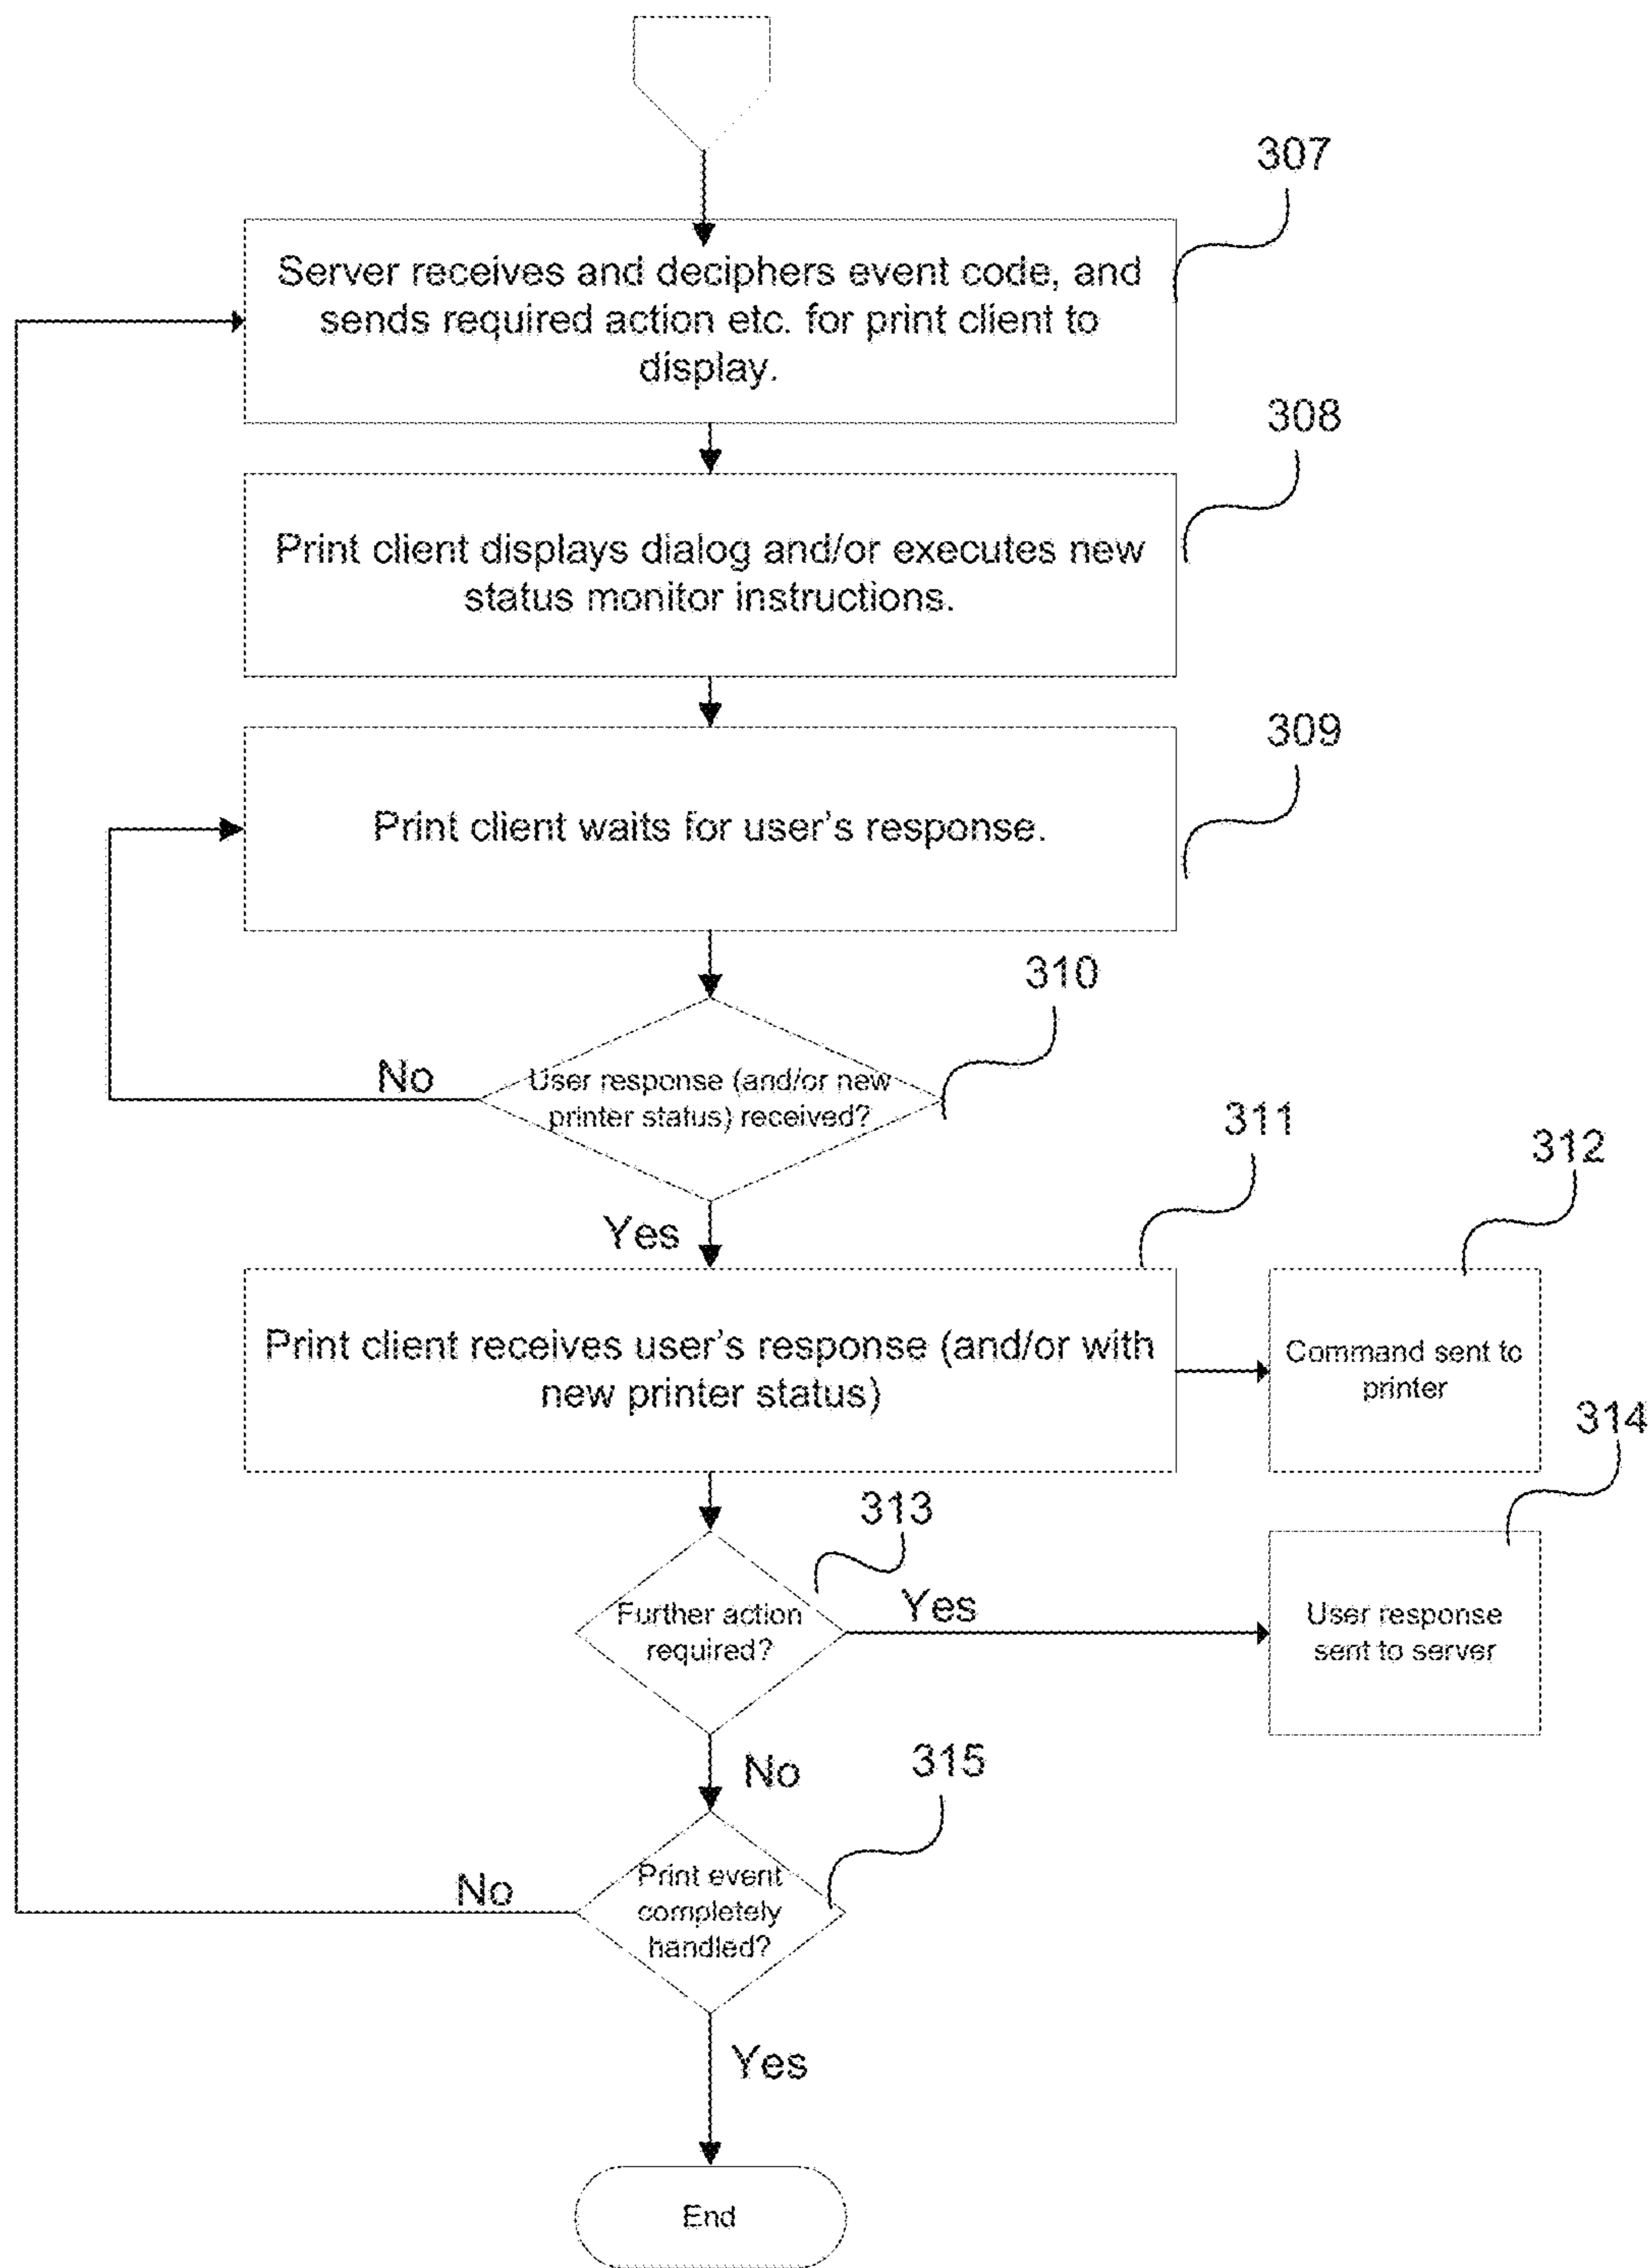 307
Server receives and deciphers event code, and
sends required action etc. for print client to
display.
308
Print client displays dialog and/or executes new
status monitor instructions.
309
Print client waits for user's response.
310
No
User response (and/or new
printer status) received?
Yes
311
312
Print client receives user's response (and/or with
new printer status)
Command sent to
printer
314
313
Further action
required?
Yes
User response
sent to server
No
315
Print event
completely
handled?
No
Yes
End